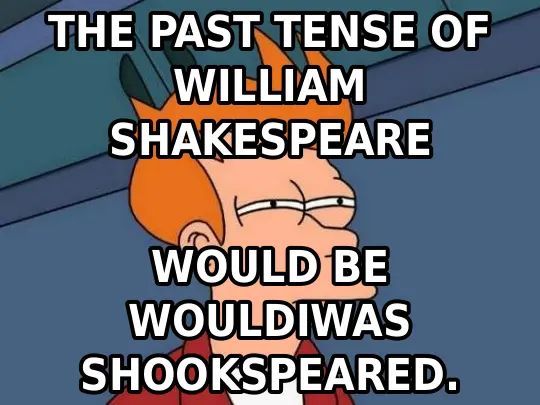 THE PAST TENSE OF
WILLIAM
SHAKESPEARE
WOULD BE
WOULDIWAS
SHOOKSPEARED.